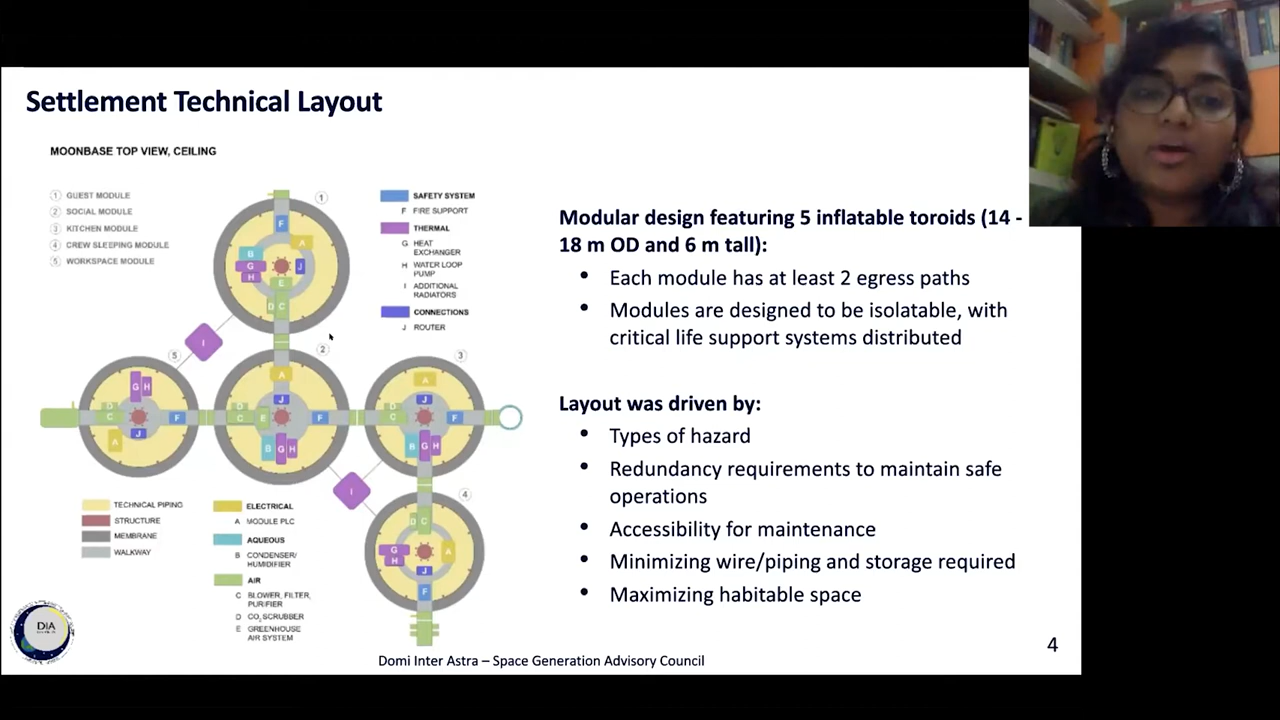 Settlement Technical Layout
MOONBASE TOP VIEW, CEILING
1 GUEST MODULE
2 SOCIAL MODULE
3 KITCHEN MODULE
4 CREW SLEEPING MODULE
5 WORKSPACE MODULE
SAFETY SYSTEM
F FIRE SUPPORT
THERMAL
G HEAT
EXCHANGER
H WATER LOOP
PUMP
I ADDITIONAL
RADIATORS
CONNECTIONS
J ROUTER
1
F
A
B
G
H
J
E
D C
I
5
2
3
G H
D
C
F
J
A
A
J
D
C E
F
B G H
A
J
D
C
F
B G H
I
4
D C
G
H
A
J
F
TECHNICAL PIPING
STRUCTURE
MEMBRANE
WALKWAY
ELECTRICAL
A MODULE PLC
AQUEOUS
B CONDENSER/
HUMIDIFIER
AIR
C BLOWER, FILTER,
PURIFIER
D CO2 SCRUBBER
E GREENHOUSE
AIR SYSTEM
Modular design featuring 5 inflatable toroids (14 -
18 m OD and 6 m tall):
• Each module has at least 2 egress paths
• Modules are designed to be isolatable, with
critical life support systems distributed
Layout was driven by:
• Types of hazard
• Redundancy requirements to maintain safe
operations
• Accessibility for maintenance
• Minimizing wire/piping and storage required
• Maximizing habitable space
DIA
Domi Inter Astra – Space Generation Advisory Council
4